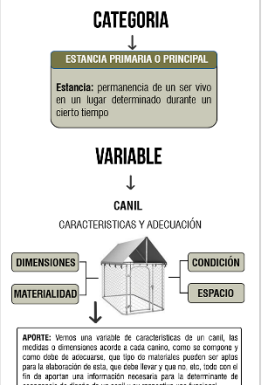 CATEGORIA
ESTANCIA PRIMARIA O PRINCIPAL
Estancia: permanencia de un ser vivo
en un lugar determinado durante un
cierto tiempo
VARIABLE
CANIL
CARACTERISTICAS Y ADECUACIÓN
DIMENSIONES
CONDICIÓN
MATERIALIDAD
ESPACIO
APORTE: Vemos una variable de características de un canil, las
medidas o dimensiones acorde a cada canino, como se compone y
como debe de adecuarse, que tipo de materiales pueden ser aptos
para la elaboración de esta, que debe llevar y que no, etc, todo con el
fin de aportan una información necesaria para la determinante de